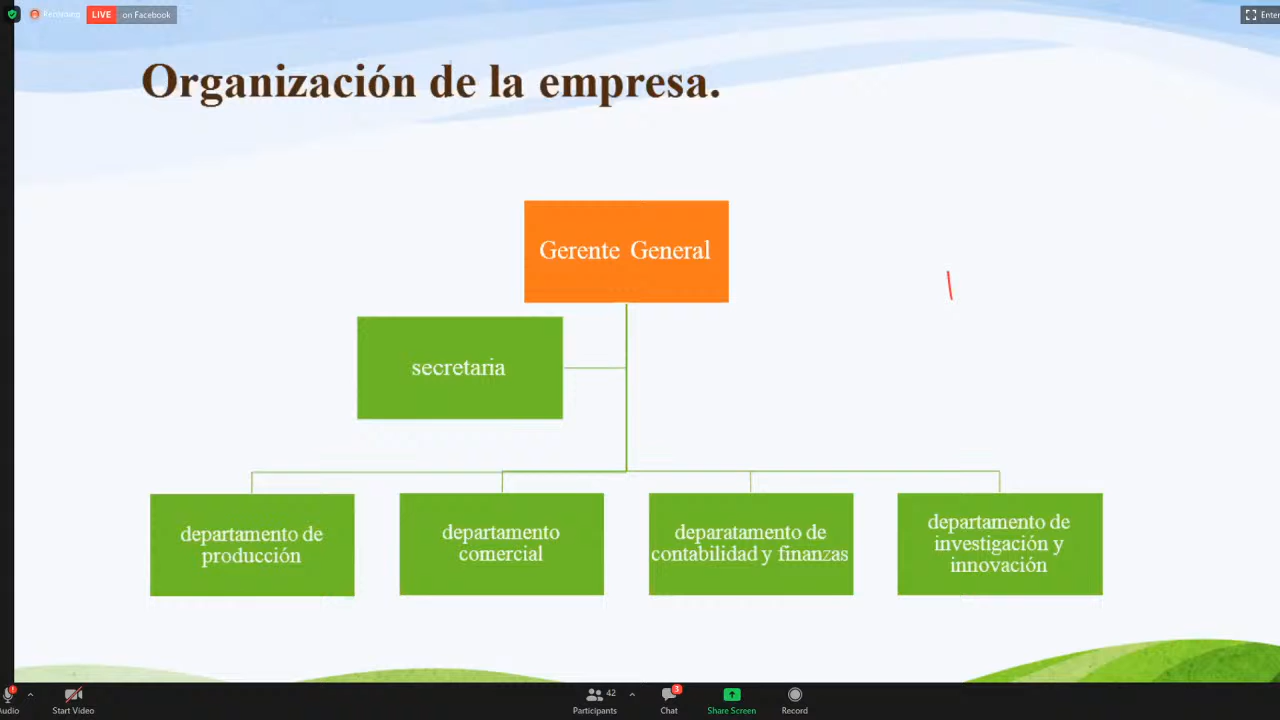 Recording
LIVE on Facebook
Enter
Organización de la empresa.
Gerente General
secretaria
departamento de
producción
departamento
comercial
deparatamento de
contabilidad y finanzas
departamento de
investigación y
innovación
Audio
Start Video
42
Participants
3
Chat
Share Screen
Record